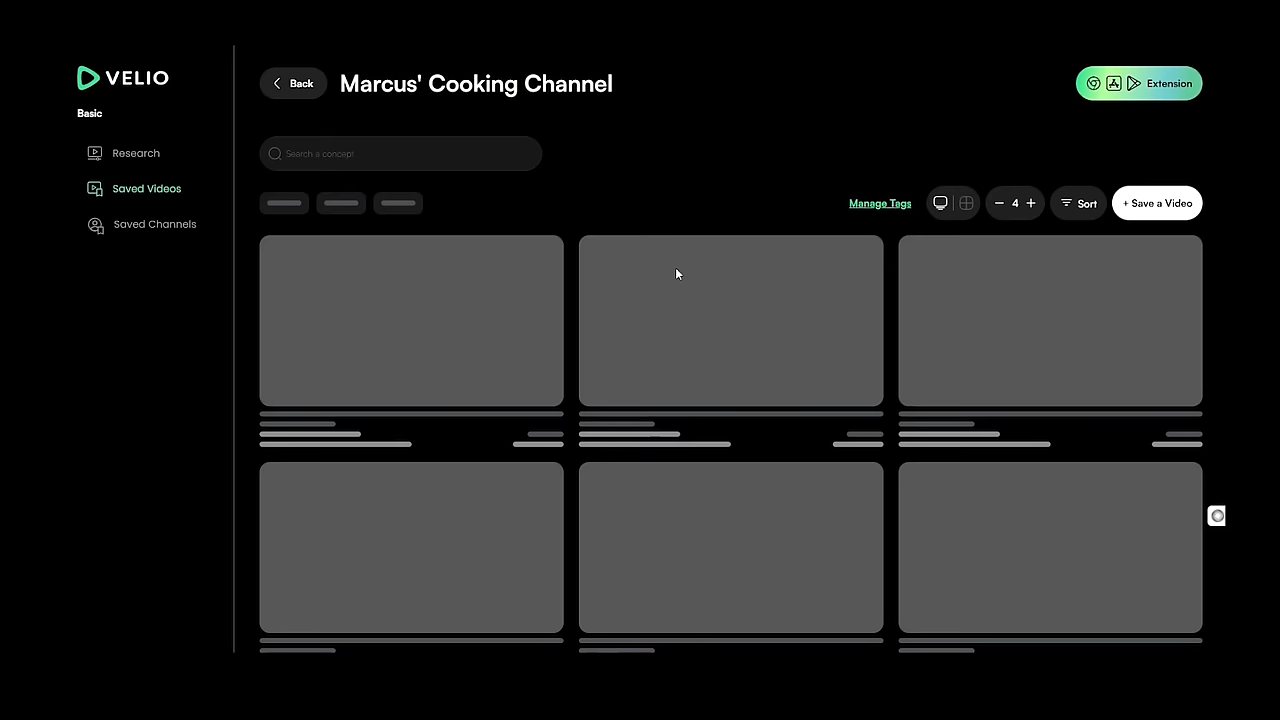 VELIO
Basic
Research
Saved Videos
Saved Channels
Back
Marcus' Cooking Channel
Extension
Search a concept
Manage Tags
4
Sort
+ Save a Video